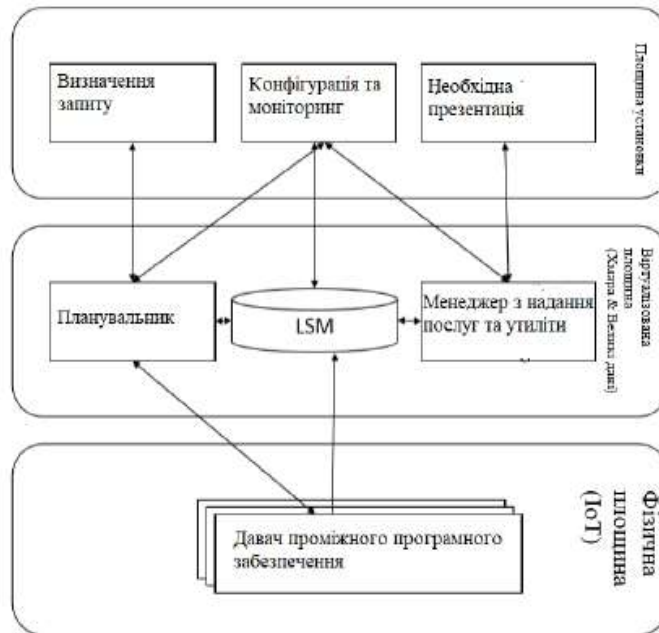 Визначення
запиту
Конфігурація та
моніторинг
Необхідна
презентація
Площина установки
Планувальник
LSM
Менеджер з надання
послуг та утиліти
Віртуалізована
площина
(Хмара & Великі дані)
Давач проміжного програмного
забезпечення
Фізична
площина
(IoT)